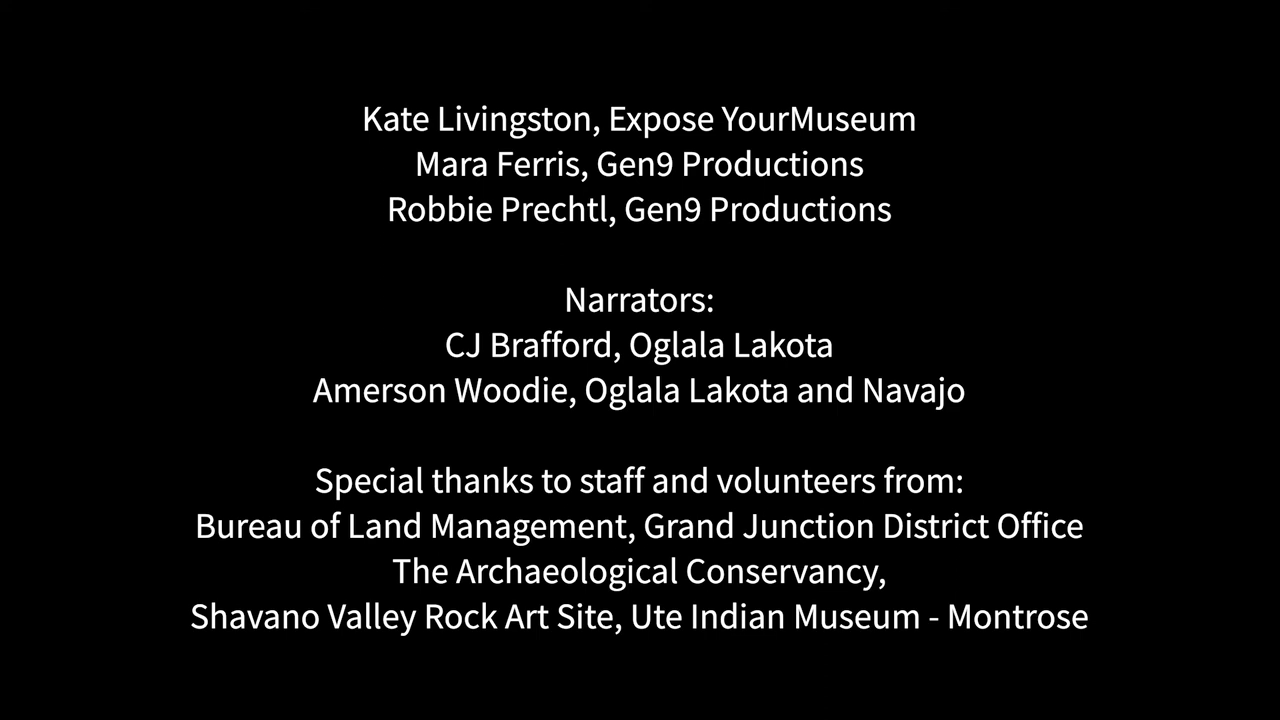 Kate Livingston, Expose YourMuseum
Mara Ferris, Gen9 Productions
Robbie Prechtl, Gen9 Productions
Narrators:
CJ Brafford, Oglala Lakota
Amerson Woodie, Oglala Lakota and Navajo
Special thanks to staff and volunteers from:
Bureau of Land Management, Grand Junction District Office
The Archaeological Conservancy,
Shavano Valley Rock Art Site, Ute Indian Museum - Montrose